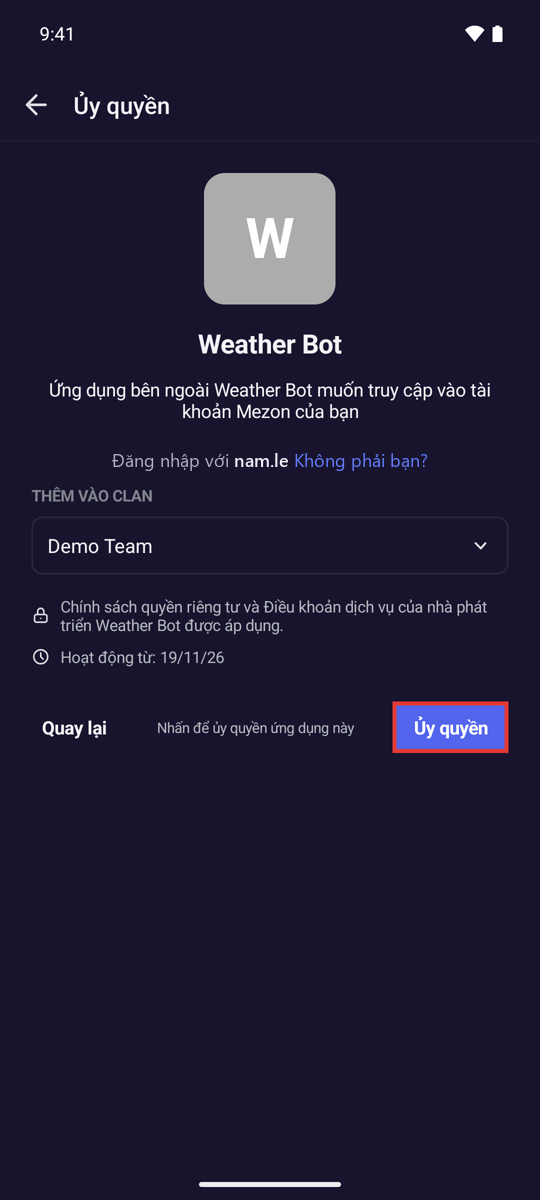 9:41
Ủy quyền
W
Weather Bot
Ứng dụng bên ngoài Weather Bot muốn truy cập vào tài
khoản Mezon của bạn
Đăng nhập với nam.le Không phải bạn?
THÊM VÀO CLAN
Demo Team
Chính sách quyền riêng tư và Điều khoản dịch vụ của nhà phát
triển Weather Bot được áp dụng.
Hoạt động từ: 19/11/26
Quay lại
Nhấn để ủy quyền ứng dụng này
Ủy quyền